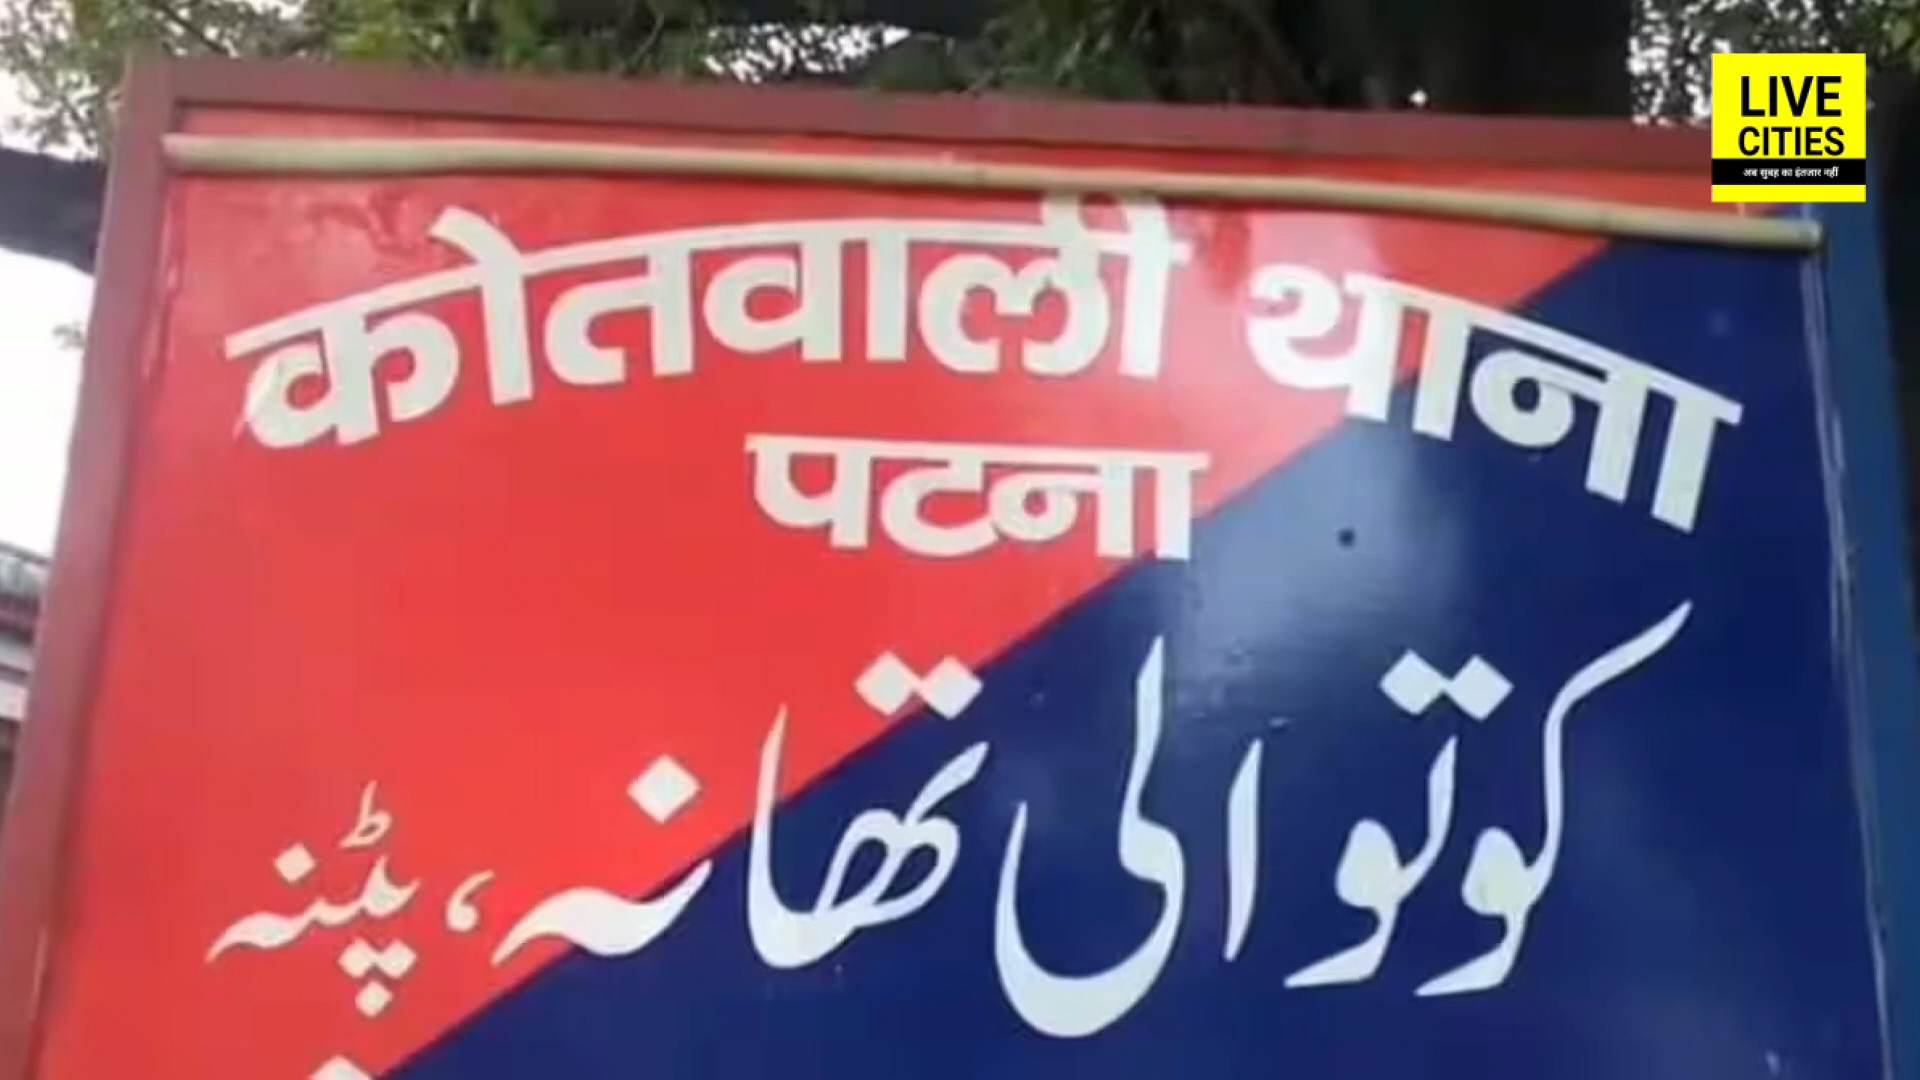 LIVE
CITIES
अब सुबह का इंतजार नहीं
कोतवाली थाना
पटना
کوتوالی تھانہ، پٹنہ